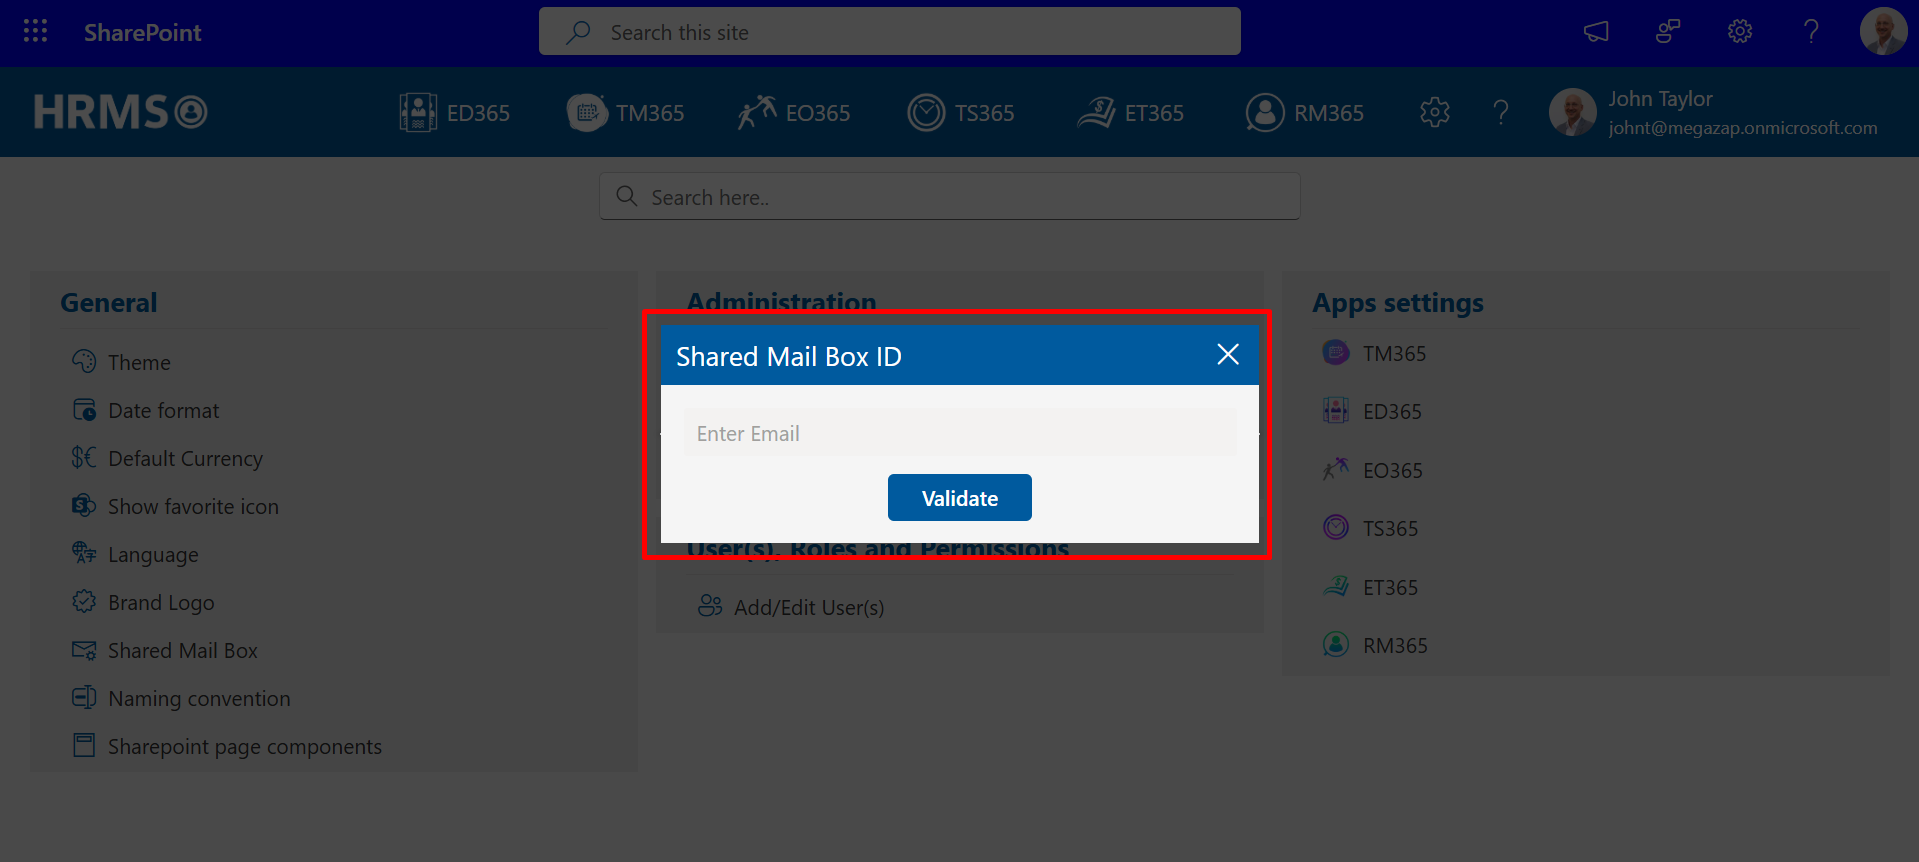 SharePoint
Search this site
HRMS
ED365
TM365
EO365
TS365
ET365
RM365
John Taylor
johnt@megazap.onmicrosoft.com
Search here..
General
Theme
Date format
Default Currency
Show favorite icon
Language
Brand Logo
Shared Mail Box
Naming convention
Sharepoint page components
Administration
Shared Mail Box ID
Enter Email
Validate
User(s), Roles and Permissions
Add/Edit User(s)
Apps settings
TM365
ED365
EO365
TS365
ET365
RM365